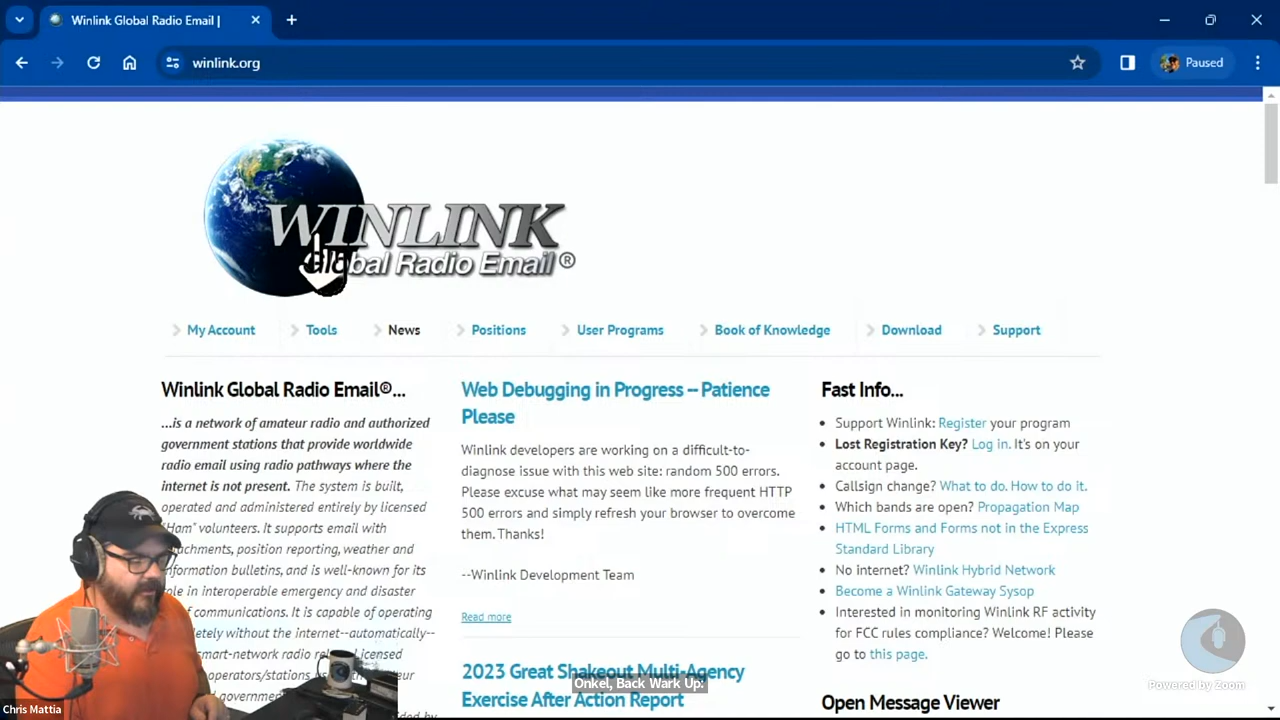 Winlink Global Radio Email |
winlink.org
Paused
WINLINK
Global Radio Email ®
My Account
Tools
News
Positions
User Programs
Book of Knowledge
Download
Support
Winlink Global Radio Email®...
...is a network of amateur radio and authorized
government stations that provide worldwide
radio email using radio pathways where the
internet is not present. The system is built,
operated and administered entirely by licensed
"Ham" volunteers. It supports email with
attachments, position reporting, weather and
information bulletins, and is well-known for its
role in interoperable emergency and disaster
of communications. It is capable of operating
completely without the internet--automatically--
smart-network radio
licensed
operators/stations
Web Debugging in Progress -- Patience
Please
Winlink developers are working on a difficult-to-
diagnose issue with this web site: random 500 errors.
Please excuse what may seem like more frequent HTTP
500 errors and simply refresh your browser to overcome
them. Thanks!
--Winlink Development Team
Read more
2023 Great Shakeout Multi-Agency
Exercise After Action Report
Fast Info...
Support Winlink: Register your program
Lost Registration Key? Log in. It's on your
account page.
Callsign change? What to do. How to do it.
Which bands are open? Propagation Map
HTML Forms and Forms not in the Express
Standard Library
No internet? Winlink Hybrid Network
Become a Winlink Gateway Sysop
Interested in monitoring Winlink RF activity
for FCC rules compliance? Welcome! Please
go to this page.
Open Message Viewer
Onkel, Back Wark Up.
Chris Mattia
Powered by Zoom